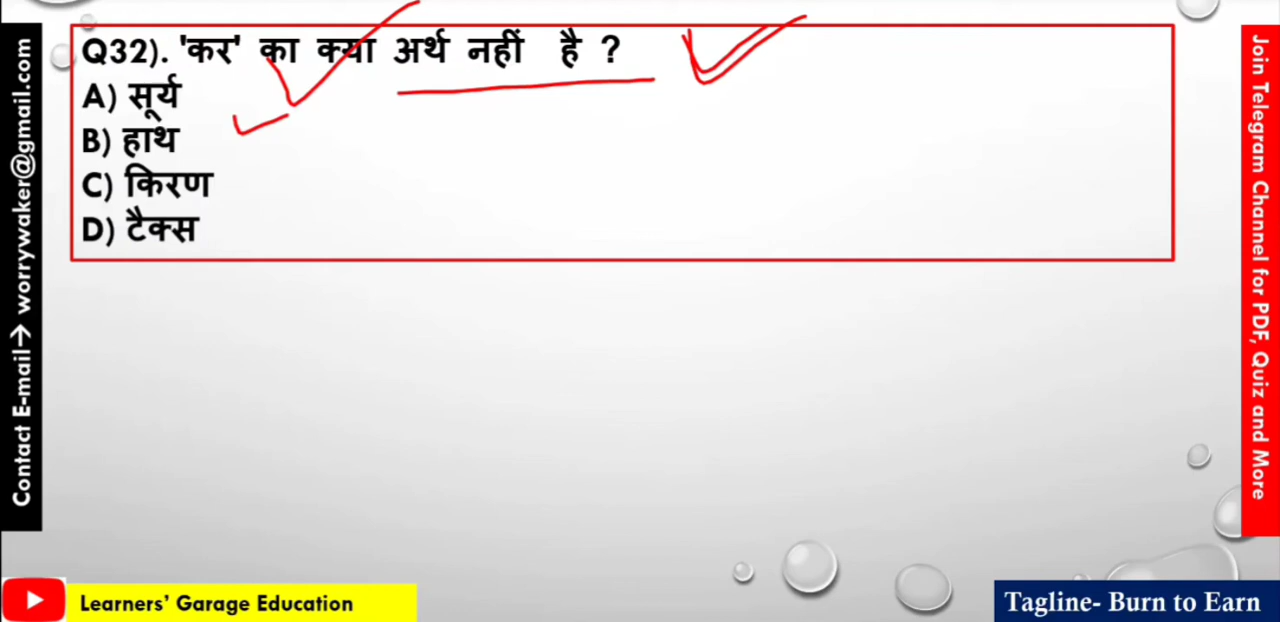 Q32). 'कर' का क्या अर्थ नहीं है ?
A) सूर्य
B) हाथ
C) किरण
D) टैक्स
Contact E-mail→ worrywaker@gmail.com
Join Telegram Channel for PDF, Quiz and More
Learners’ Garage Education
Tagline- Burn to Earn